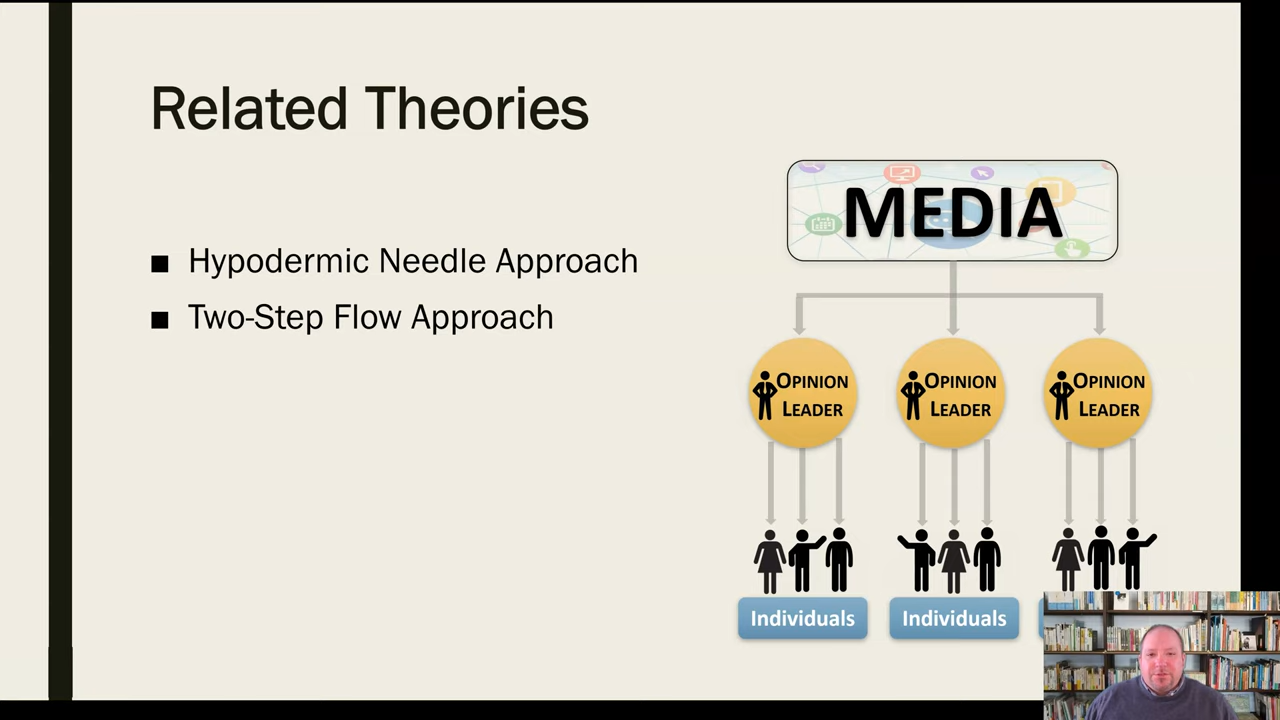 Related Theories
Hypodermic Needle Approach
Two-Step Flow Approach
MEDIA
OPINION
LEADER
OPINION
LEADER
OPINION
LEADER
Individuals
Individuals